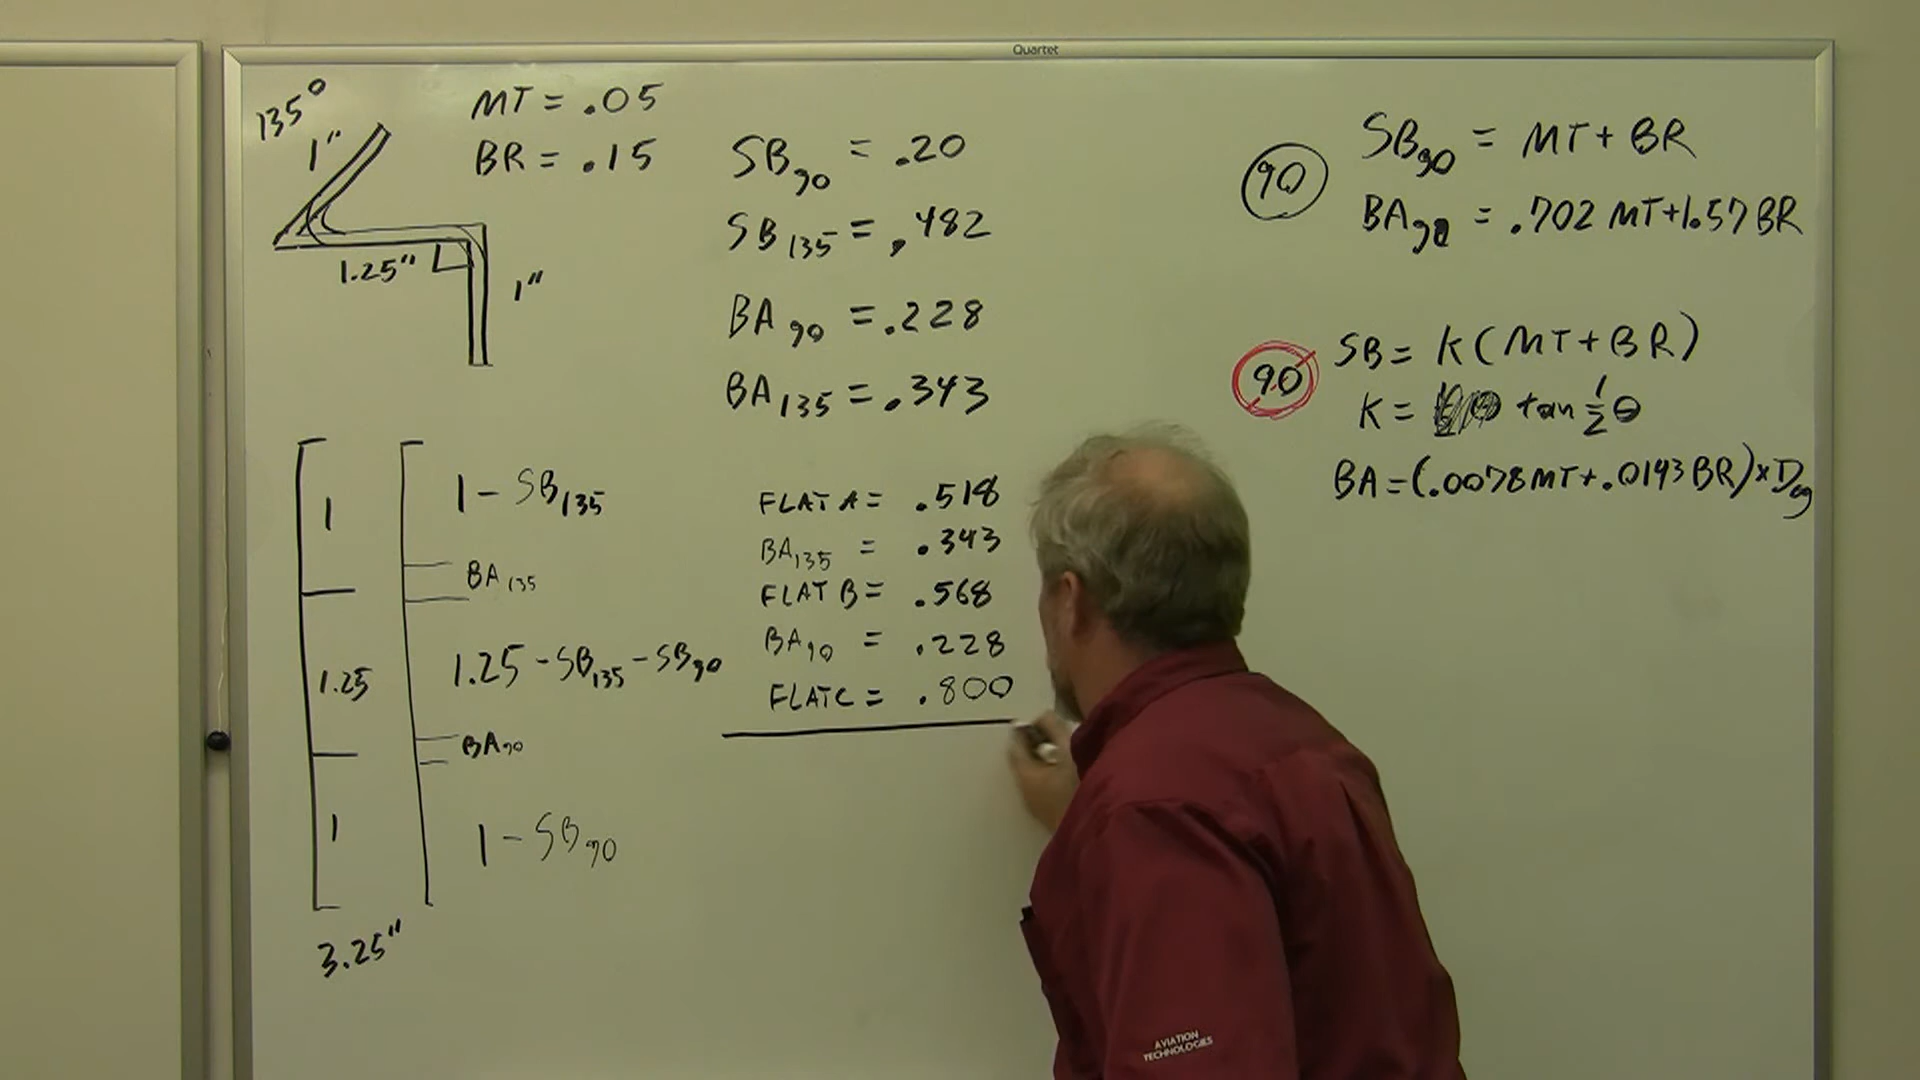 Quartet
135°
1"
1.25"
1"
MT = .05
BR = .15
SB90 = .20
SB135 = .482
BA90 = .228
BA135 = .343
90
SB90 = MT + BR
BA90 = .702 MT + 1.57 BR
90
SB = K (MT + BR)
K = tan ½ θ
BA = (.0078 MT + .0143 BR) × Deg
1
1.25
1
3.25"
1 - SB135
BA135
1.25 - SB135 - SB90
BA90
1 - SB90
FLAT A = .518
BA135 = .343
FLAT B = .568
BA90 = .228
FLAT C = .800
AVIATION
TECHNOLOGIES